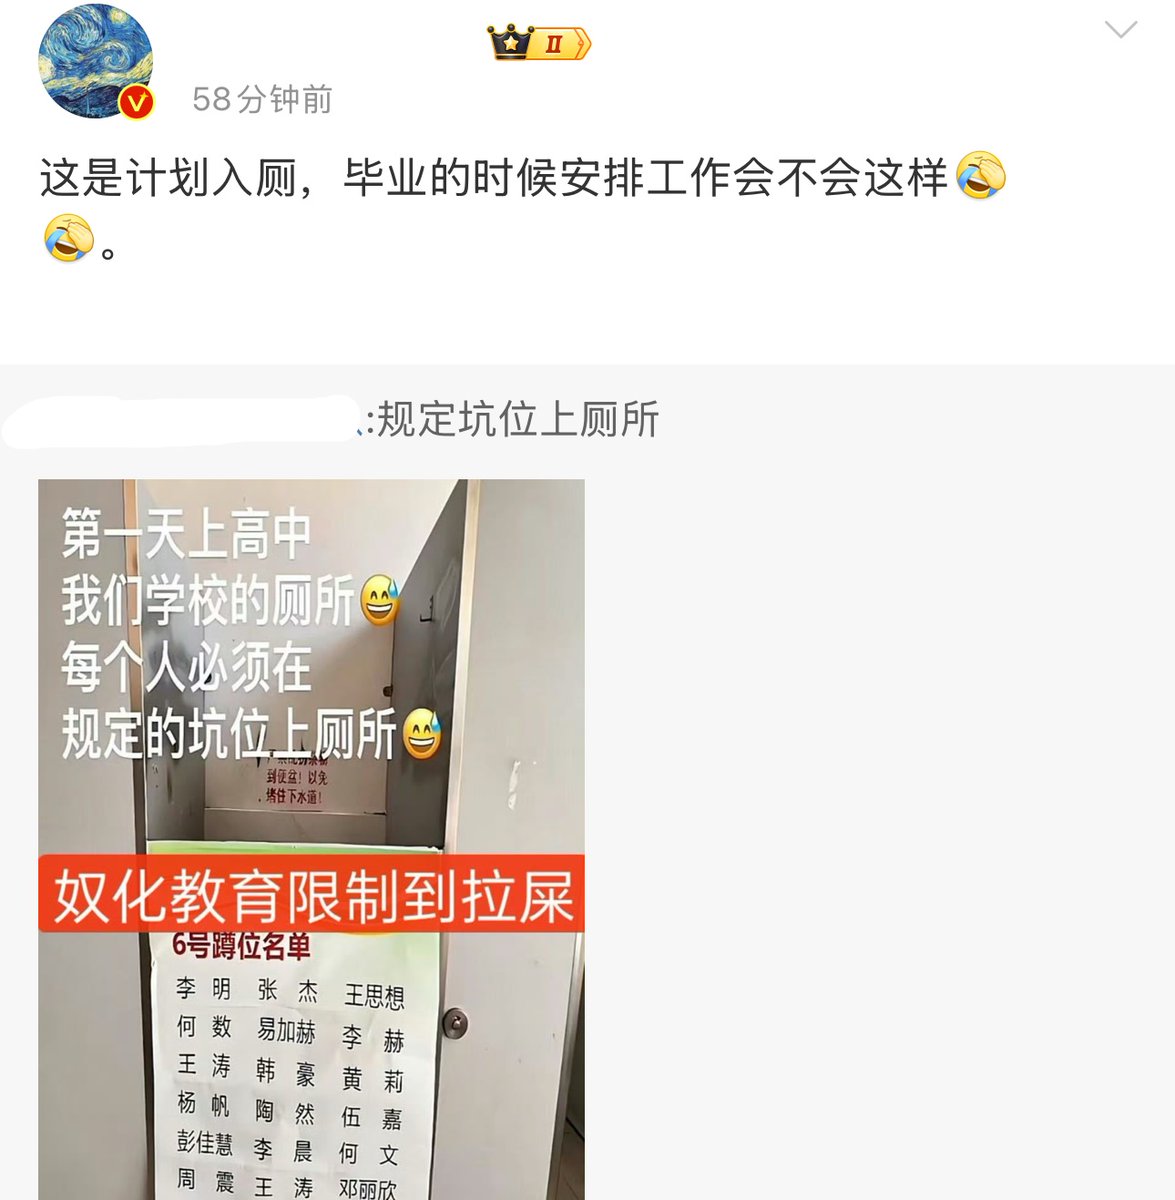 II
58分钟前
这是计划入厕，毕业的时候安排工作会不会这样🤦
🤦。
:规定坑位上厕所
第一天上高中
我们学校的厕所😅
每个人必须在
规定的坑位上厕所😅
到便盆！以免
堵住下水道！
奴化教育限制到拉屎
6号蹲位名单
李明 张杰 王思想
何数 易加赫 李赫
王涛 韩豪 黄莉
杨帆 陶然 伍嘉
彭佳慧 李晨 何文
周震 王涛 邓丽欣